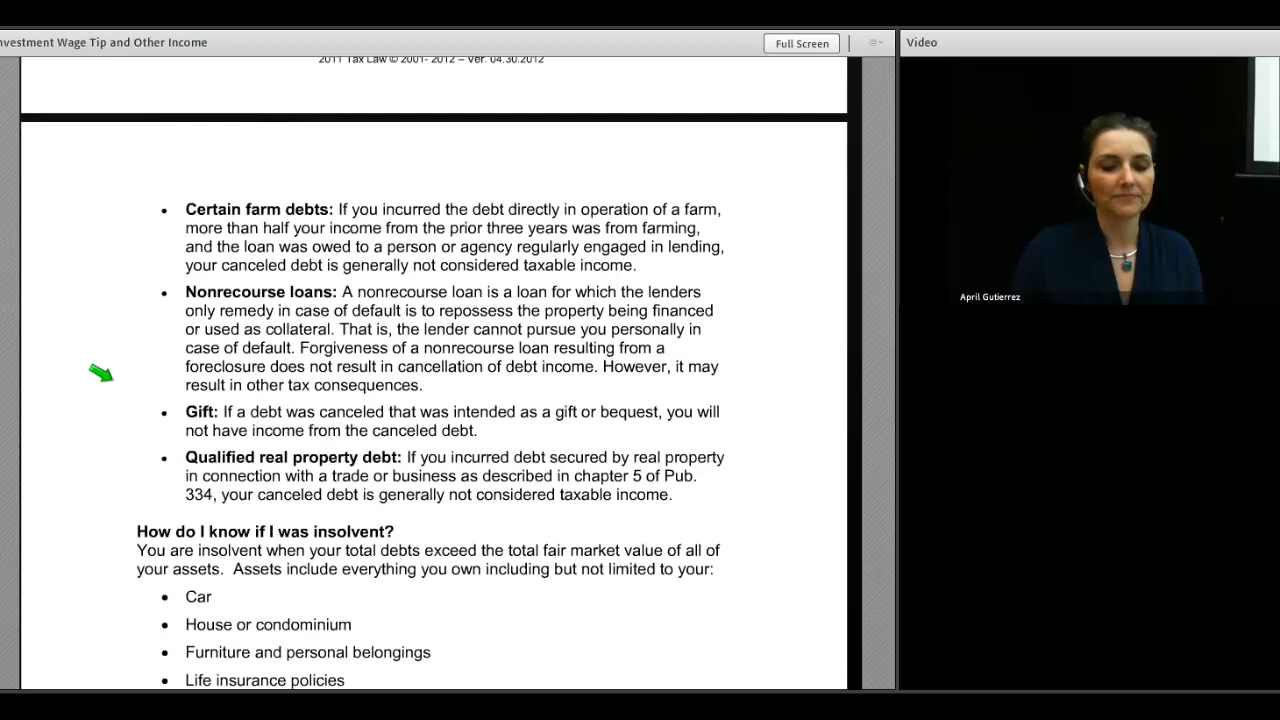 nvestment Wage Tip and Other Income
Full Screen
Video
2011 Tax Law © 2001- 2012 – Ver. 04.30.2012
• Certain farm debts: If you incurred the debt directly in operation of a farm,
more than half your income from the prior three years was from farming,
and the loan was owed to a person or agency regularly engaged in lending,
your canceled debt is generally not considered taxable income.
• Nonrecourse loans: A nonrecourse loan is a loan for which the lenders
only remedy in case of default is to repossess the property being financed
or used as collateral. That is, the lender cannot pursue you personally in
case of default. Forgiveness of a nonrecourse loan resulting from a
foreclosure does not result in cancellation of debt income. However, it may
result in other tax consequences.
• Gift: If a debt was canceled that was intended as a gift or bequest, you will
not have income from the canceled debt.
• Qualified real property debt: If you incurred debt secured by real property
in connection with a trade or business as described in chapter 5 of Pub.
334, your canceled debt is generally not considered taxable income.
How do I know if I was insolvent?
You are insolvent when your total debts exceed the total fair market value of all of
your assets. Assets include everything you own including but not limited to your:
• Car
• House or condominium
• Furniture and personal belongings
• Life insurance policies
April Gutierrez